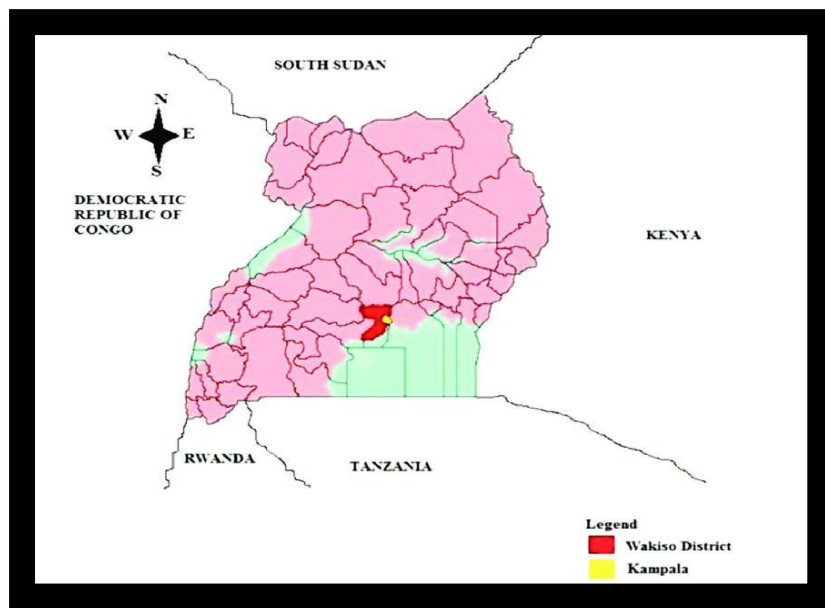 SOUTH SUDAN
N
W E
S
DEMOCRATIC
REPUBLIC OF
CONGO
KENYA
RWANDA
TANZANIA
Legend
Wakiso District
Kampala